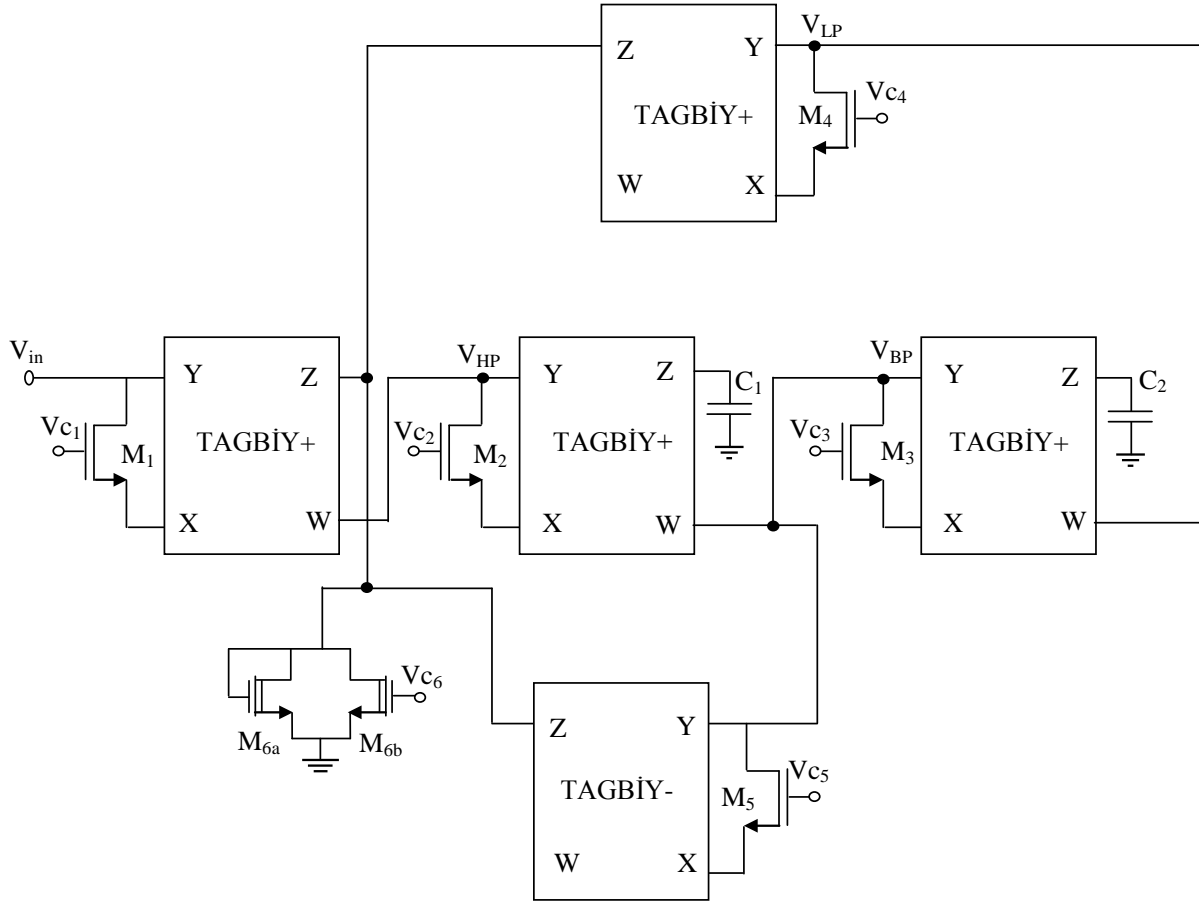 V_LP
Z Y
Vc₄
TAGBİY+
M₄
W X
V_in
V_HP
V_BP
Y Z
Y Z
C₁
Y Z
C₂
Vc₁
Vc₂
Vc₃
M₁
TAGBİY+
M₂
TAGBİY+
M₃
TAGBİY+
X W
X W
X W
Vc₆
Z Y
M₆a
M₆b
Vc₅
TAGBİY-
M₅
W X